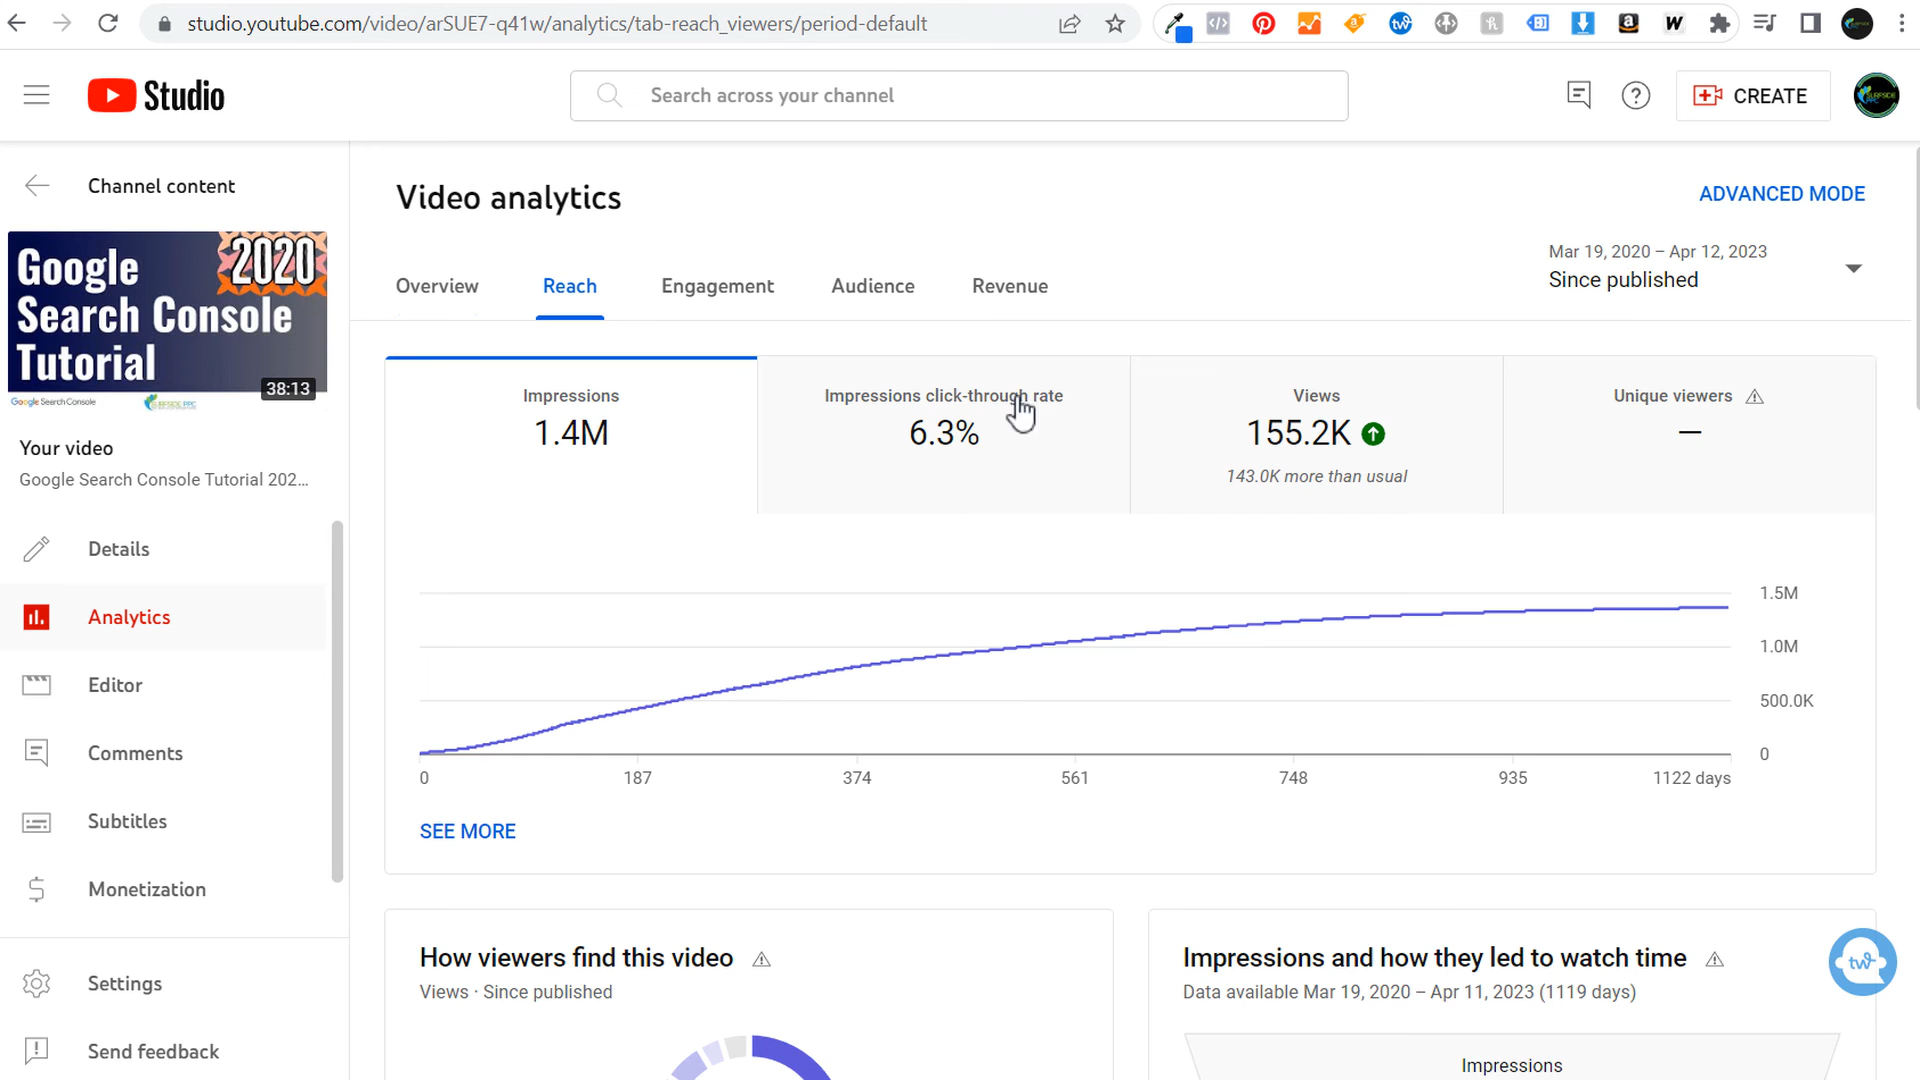 studio.youtube.com/video/arSUE7-q41w/analytics/tab-reach_viewers/period-default
Studio
Search across your channel
CREATE
Channel content
Google
2020
Search Console
Tutorial
38:13
Google Search Console
SURFSIDE PPC
Your video
Google Search Console Tutorial 202...
Details
Analytics
Editor
Comments
Subtitles
Monetization
Settings
Send feedback
Video analytics
ADVANCED MODE
Overview
Reach
Engagement
Audience
Revenue
Mar 19, 2020 – Apr 12, 2023
Since published
Impressions
1.4M
Impressions click-through rate
6.3%
Views
155.2K
143.0K more than usual
Unique viewers
—
1.5M
1.0M
500.0K
0
0 187 374 561 748 935 1122 days
SEE MORE
How viewers find this video
Views · Since published
Impressions and how they led to watch time
Data available Mar 19, 2020 – Apr 11, 2023 (1119 days)
Impressions